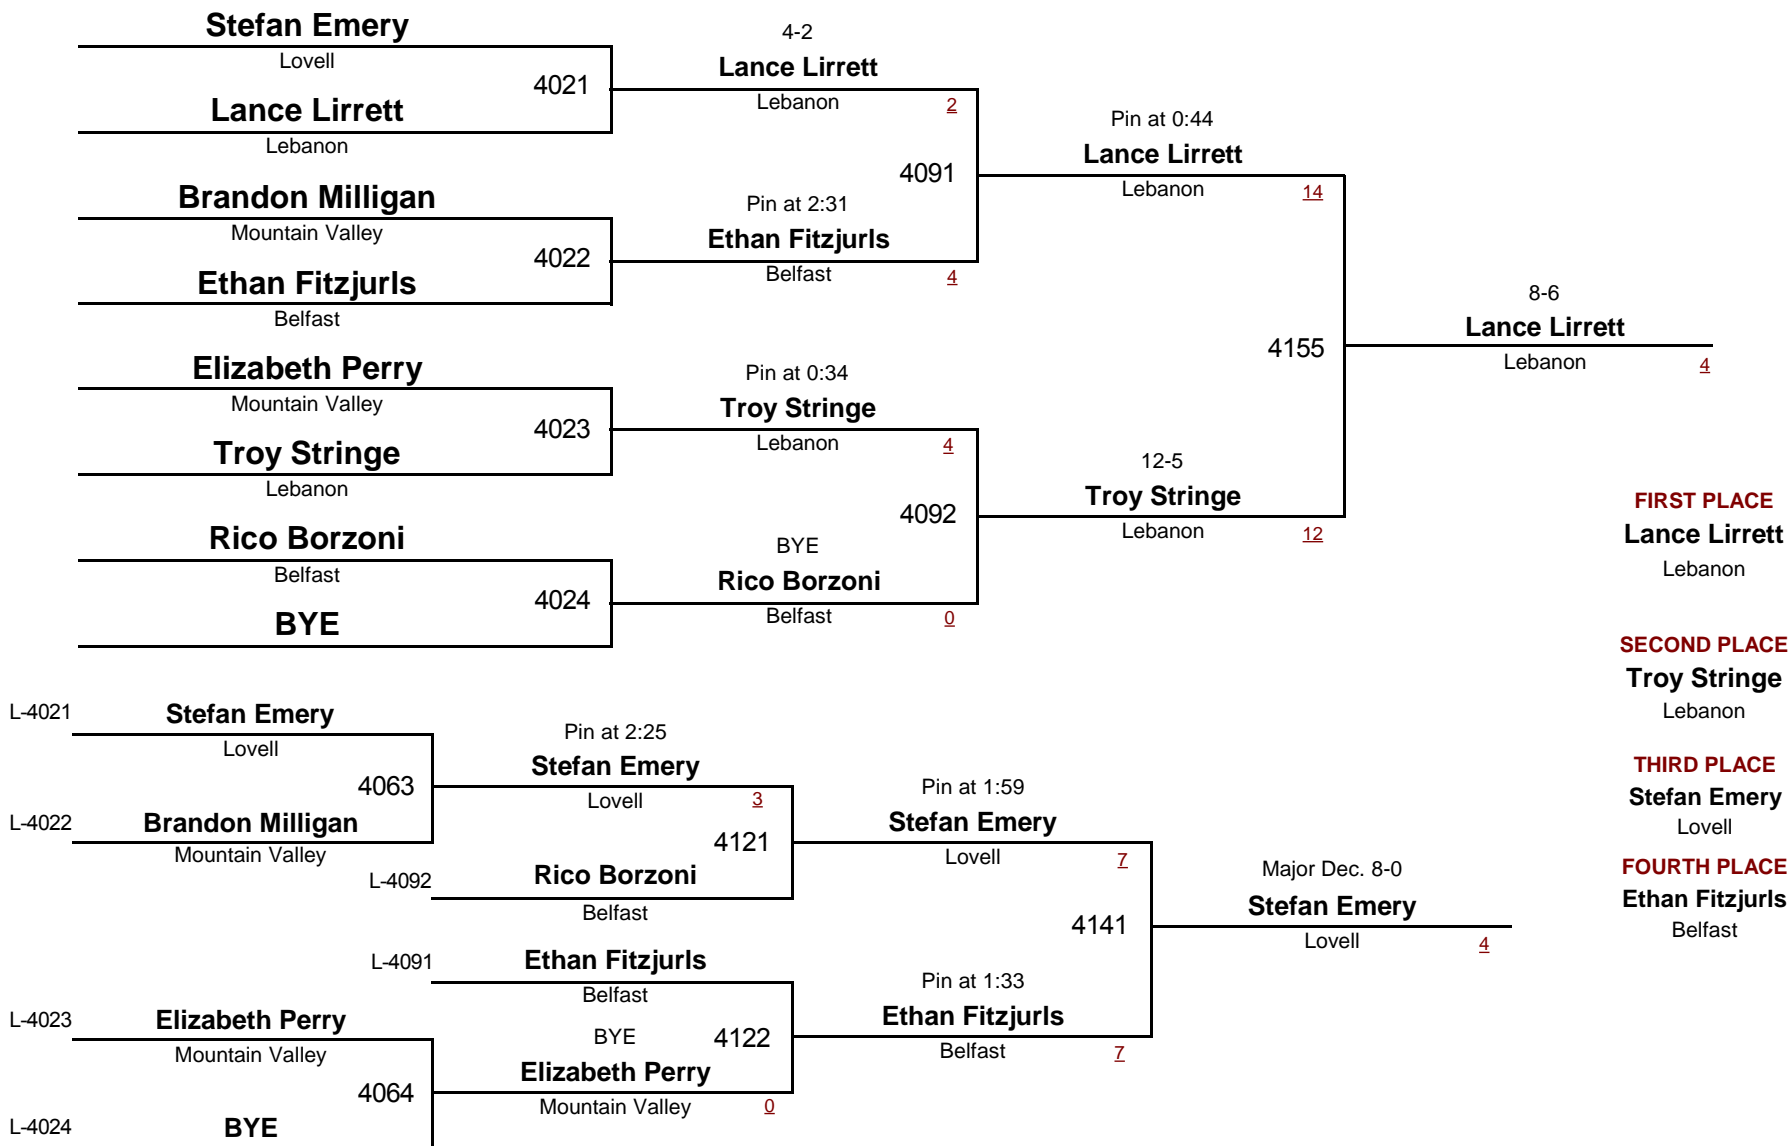 Stefan Emery
Lovell
4021
Lance Lirrett
Lebanon
Brandon Milligan
Mountain Valley
4022
Ethan Fitzjurls
Belfast
Elizabeth Perry
Mountain Valley
4023
Troy Stringe
Lebanon
Rico Borzoni
Belfast
4024
BYE
4-2
Lance Lirrett
Lebanon
2
4091
Pin at 2:31
Ethan Fitzjurls
Belfast
4
Pin at 0:34
Troy Stringe
Lebanon
4
4092
BYE
Rico Borzoni
Belfast
0
Pin at 0:44
Lance Lirrett
Lebanon
14
4155
12-5
Troy Stringe
Lebanon
12
8-6
Lance Lirrett
Lebanon
4
FIRST PLACE
Lance Lirrett
Lebanon
SECOND PLACE
Troy Stringe
Lebanon
THIRD PLACE
Stefan Emery
Lovell
FOURTH PLACE
Ethan Fitzjurls
Belfast
L-4021
Stefan Emery
Lovell
4063
L-4022
Brandon Milligan
Mountain Valley
L-4023
Elizabeth Perry
Mountain Valley
4064
L-4024
BYE
Pin at 2:25
Stefan Emery
Lovell
3
4121
L-4092
Rico Borzoni
Belfast
L-4091
Ethan Fitzjurls
Belfast
4122
BYE
Elizabeth Perry
Mountain Valley
0
Pin at 1:59
Stefan Emery
Lovell
7
4141
Pin at 1:33
Ethan Fitzjurls
Belfast
7
Major Dec. 8-0
Stefan Emery
Lovell
4